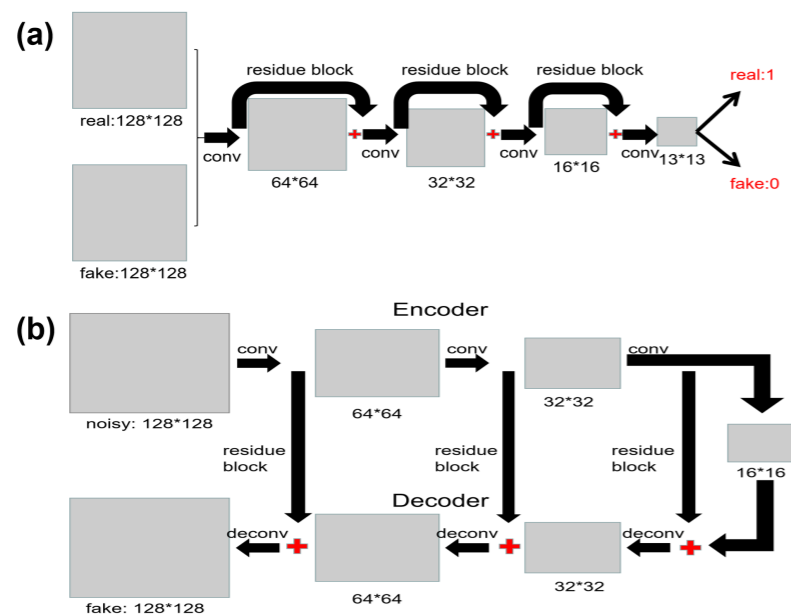 (a)
real:128*128
fake:128*128
conv
residue block
64*64
+
conv
residue block
32*32
+
conv
residue block
16*16
+
conv
13*13
real:1
fake:0
(b)
Encoder
noisy: 128*128
conv
64*64
conv
32*32
conv
16*16
residue
block
residue
block
residue
block
Decoder
fake: 128*128
deconv
+
64*64
deconv
+
32*32
deconv
+